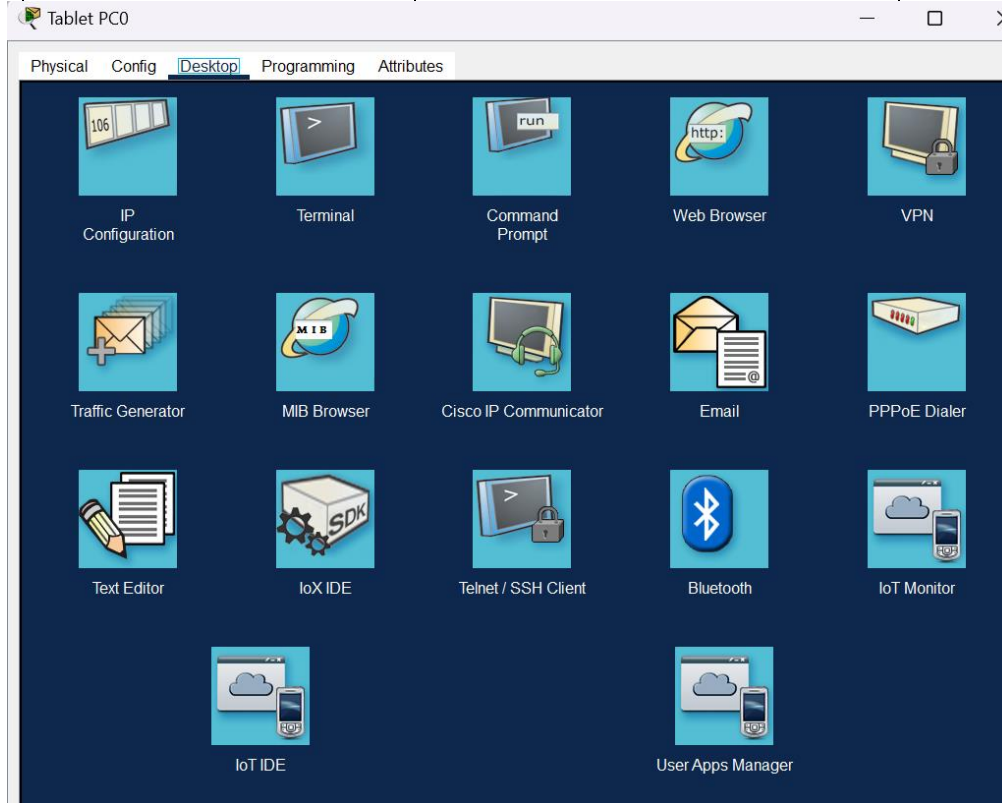 Tablet PC0
Physical Config Desktop Programming Attributes
106
>
run
http:
IP
Configuration
Terminal
Command
Prompt
Web Browser
VPN
MIB
Traffic Generator
MIB Browser
Cisco IP Communicator
@
Email
PPPoE Dialer
SDK
>
Text Editor
IoX IDE
Telnet / SSH Client
Bluetooth
IoT Monitor
IoT IDE
User Apps Manager